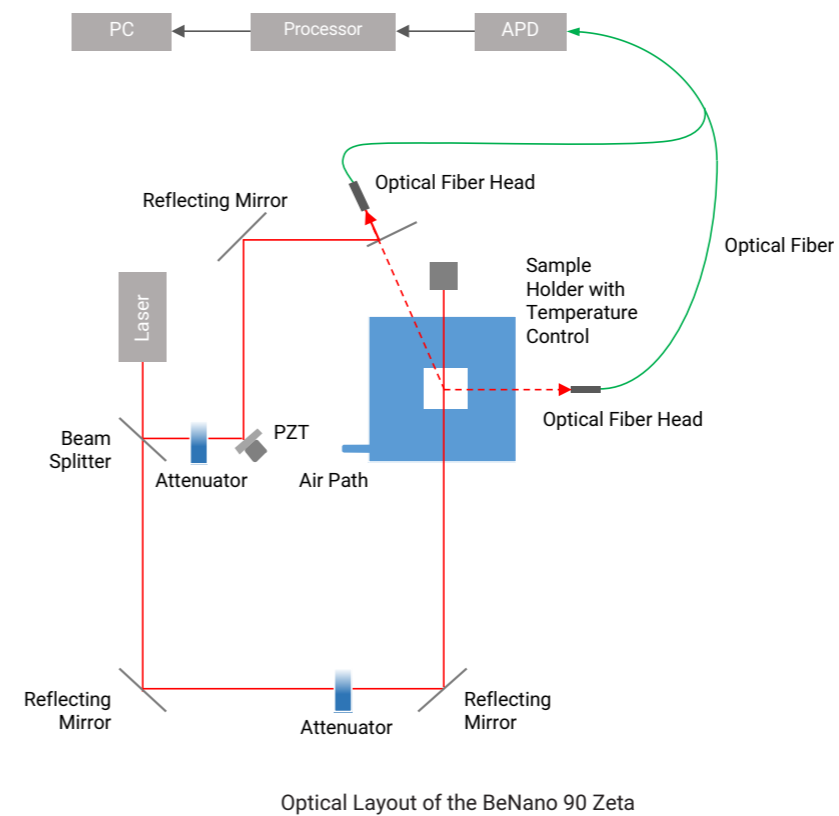 PC
Processor
APD
Optical Fiber Head
Reflecting Mirror
Optical Fiber
Sample
Holder with
Temperature
Control
Laser
Optical Fiber Head
PZT
Beam
Splitter
Attenuator
Air Path
Reflecting
Mirror
Attenuator
Reflecting
Mirror
Optical Layout of the BeNano 90 Zeta